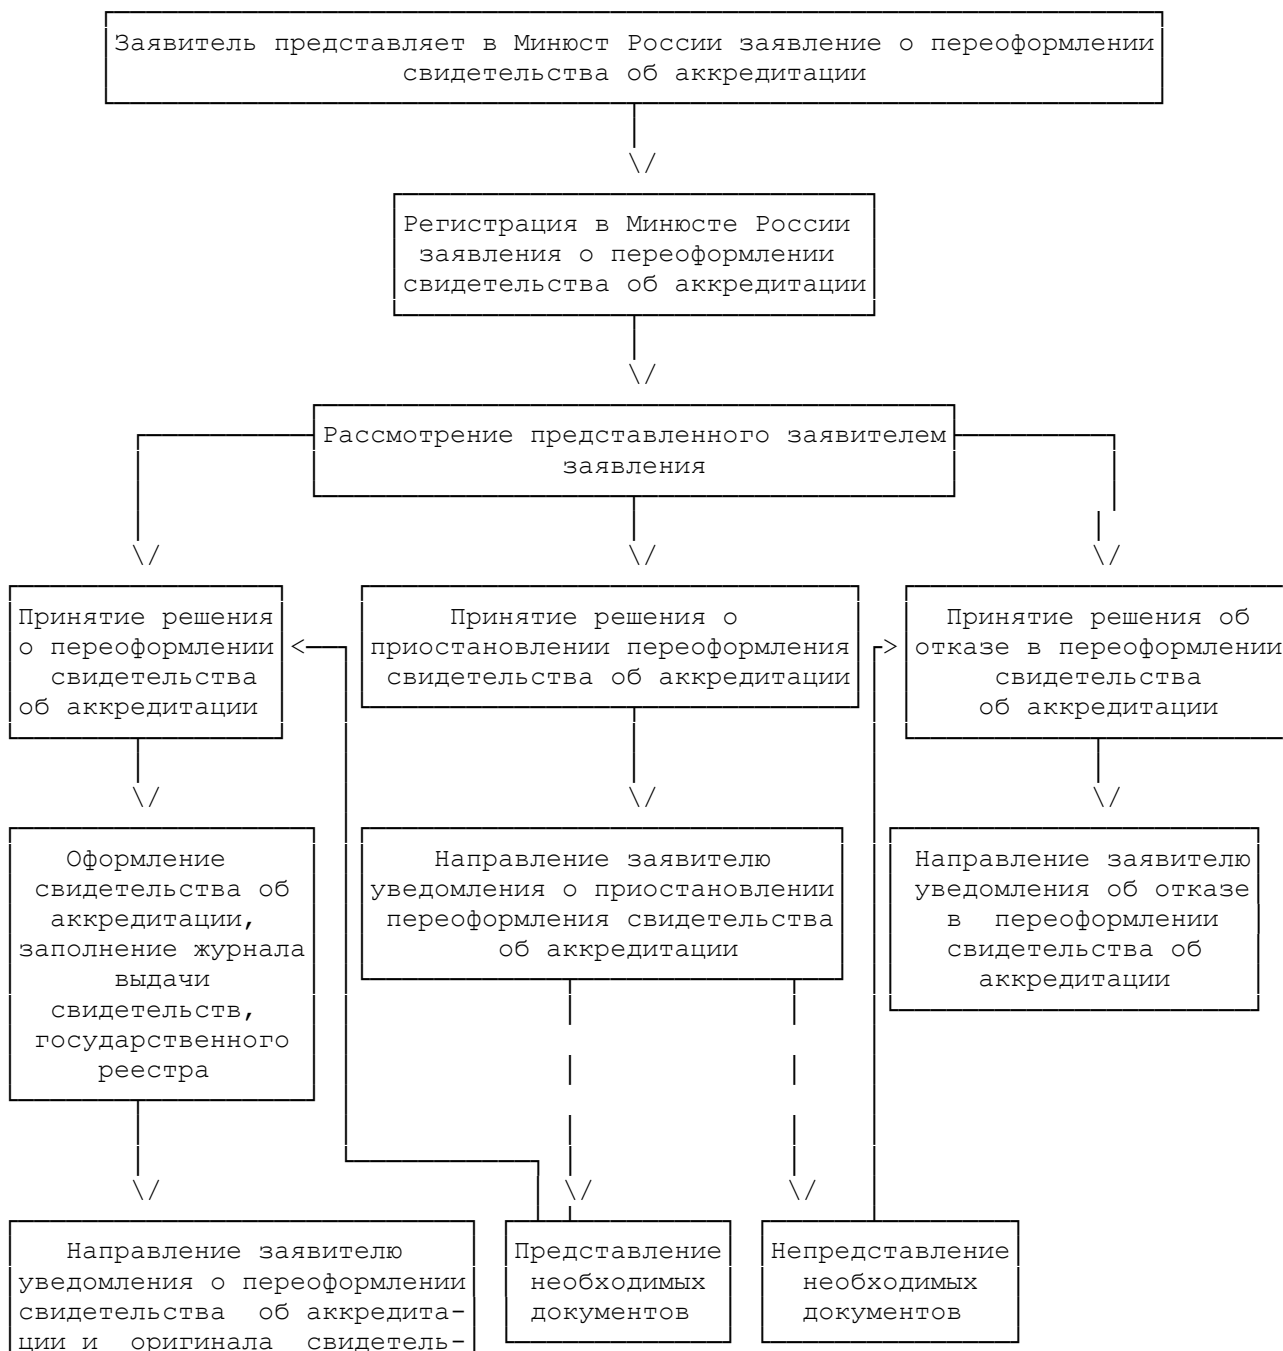 Заявитель представляет в Минюст России заявление о переоформлении
свидетельства об аккредитации
Регистрация в Минюсте России
заявления о переоформлении
свидетельства об аккредитации
Рассмотрение представленного заявителем
заявления
Принятие решения
о переоформлении
свидетельства
об аккредитации
Принятие решения о
приостановлении переоформления
свидетельства об аккредитации
Принятие решения об
отказе в переоформлении
свидетельства
об аккредитации
Оформление
свидетельства об
аккредитации,
заполнение журнала
выдачи
свидетельств,
государственного
реестра
Направление заявителю
уведомления о приостановлении
переоформления свидетельства
об аккредитации
Направление заявителю
уведомления об отказе
в переоформлении
свидетельства об
аккредитации
Направление заявителю
уведомления о переоформлении
свидетельства об аккредита-
ции и оригинала свидетель-
Представление
необходимых
документов
Непредставление
необходимых
документов